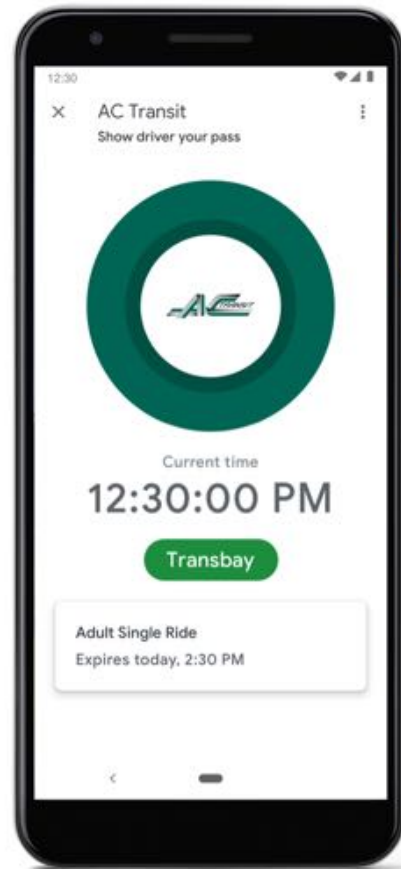 12:30
AC Transit
Show driver your pass
AC TRANSIT
Current time
12:30:00 PM
Transbay
Adult Single Ride
Expires today, 2:30 PM